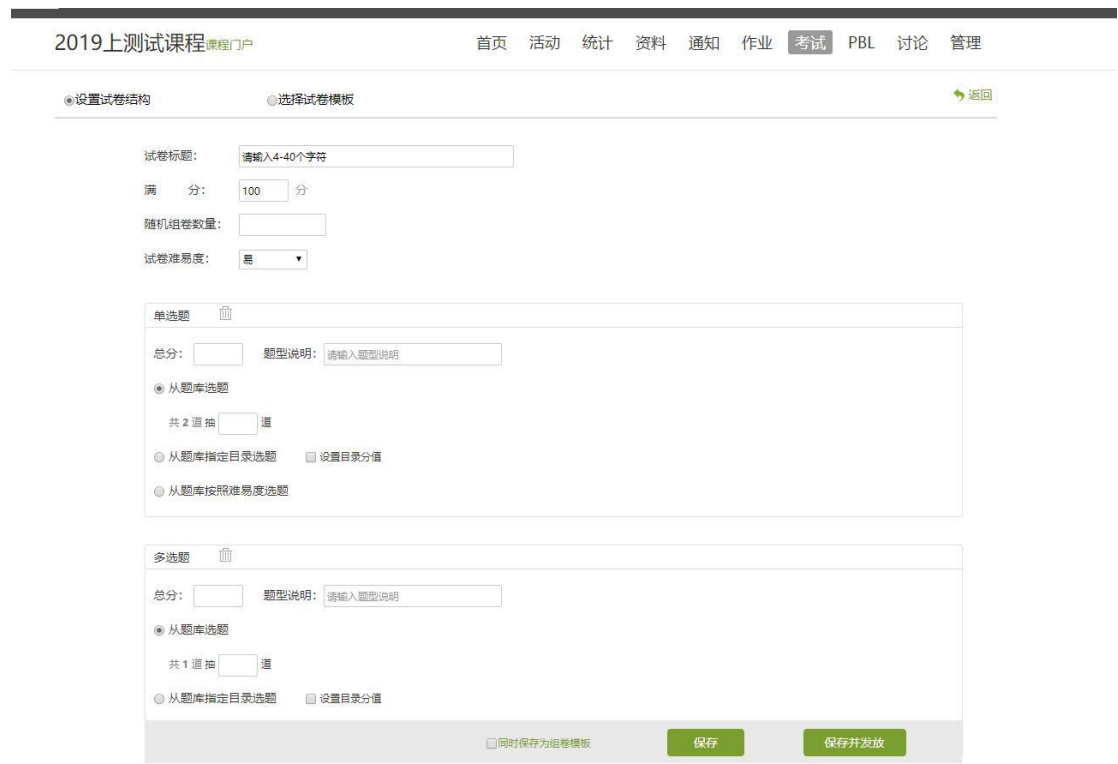 2019上测试课程课程门户 首页 活动 统计 资料 通知 作业 考试 PBL 讨论 管理
设置试卷结构 选择试卷模板 返回
试卷标题： 请输入4-40个字符
满 分： 100 分
随机组卷数量：
试卷难易度： 易
单选题
总分： 题型说明： 请输入题型说明
从题库选题
共 2 道 抽 道
从题库指定目录选题 设置目录分值
从题库按照难易度选题
多选题
总分： 题型说明： 请输入题型说明
从题库选题
共 1 道 抽 道
从题库指定目录选题 设置目录分值
同时保存为组卷模板 保存 保存并发放